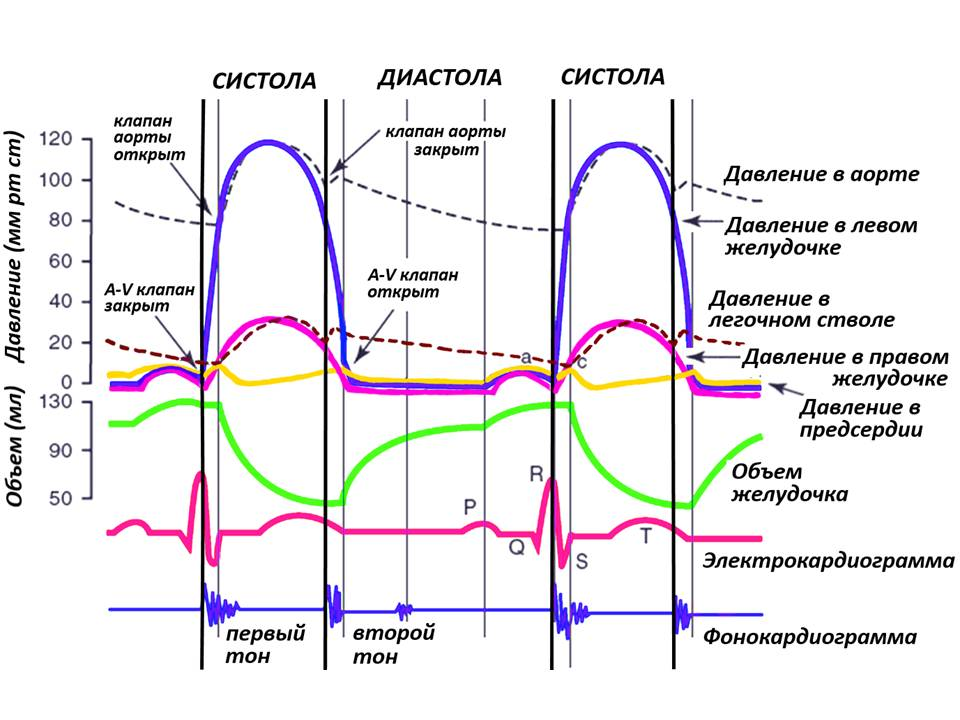 СИСТОЛА
ДИАСТОЛА
СИСТОЛА
клапан
аорты
открыт
клапан аорты
закрыт
Давление (мм рт ст)
120
100
80
60
40
20
0
Давление в аорте
Давление в левом
желудочке
A-V клапан
закрыт
A-V клапан
открыт
Давление в
легочном стволе
a
c
Давление в правом
желудочке
Давление в
предсердии
Объем (мл)
130
90
50
Объем
желудочка
R
P
Q
S
T
Электрокардиограмма
первый
тон
второй
тон
Фонокардиограмма